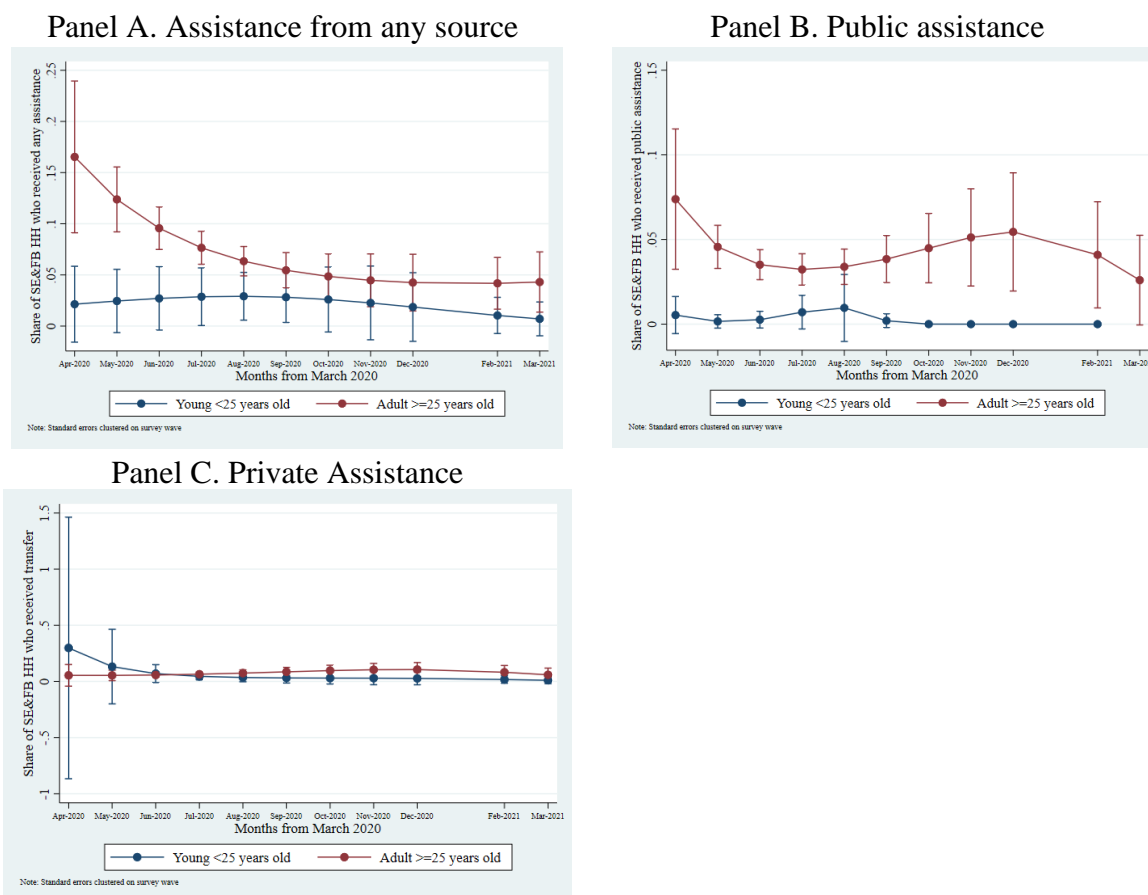 Panel A. Assistance from any source
Share of SE&FB HH who received any assistance
.25
.2
.15
.1
.05
0
Apr-2020 May-2020 Jun-2020 Jul-2020 Aug-2020 Sep-2020 Oct-2020 Nov-2020 Dec-2020 Feb-2021 Mar-2021
Months from March 2020
Young <25 years old Adult >=25 years old
Note: Standard errors clustered on survey wave
Panel B. Public assistance
Share of SE&FB HH who received public assistance
.15
.1
.05
0
Apr-2020 May-2020 Jun-2020 Jul-2020 Aug-2020 Sep-2020 Oct-2020 Nov-2020 Dec-2020 Feb-2021 Mar-202
Months from March 2020
Young <25 years old Adult >=25 years old
Note: Standard errors clustered on survey wave
Panel C. Private Assistance
Share of SE&FB HH who received transfer
1.5
1
.5
0
-.5
-1
Apr-2020 May-2020 Jun-2020 Jul-2020 Aug-2020 Sep-2020 Oct-2020 Nov-2020 Dec-2020 Feb-2021 Mar-2021
Months from March 2020
Young <25 years old Adult >=25 years old
Note: Standard errors clustered on survey wave